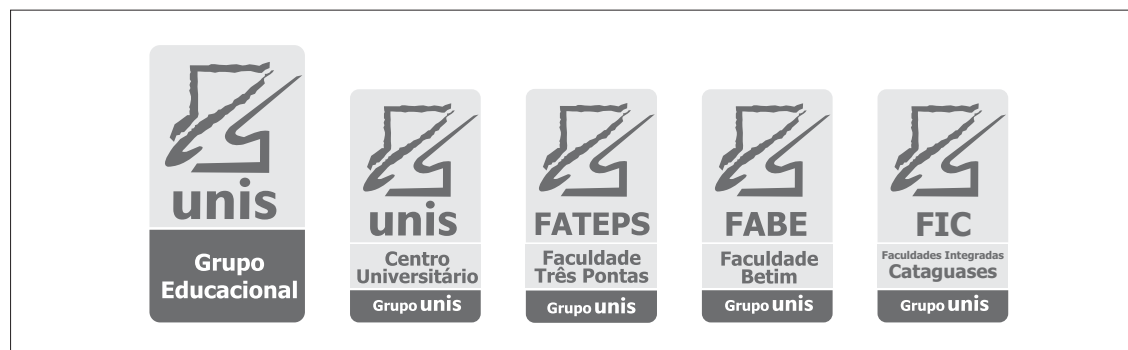 unis
Grupo
Educacional
unis
Centro
Universitário
Grupo unis
FATEPS
Faculdade
Três Pontas
Grupo unis
FABE
Faculdade
Betim
Grupo unis
FIC
Faculdades Integradas
Cataguases
Grupo unis